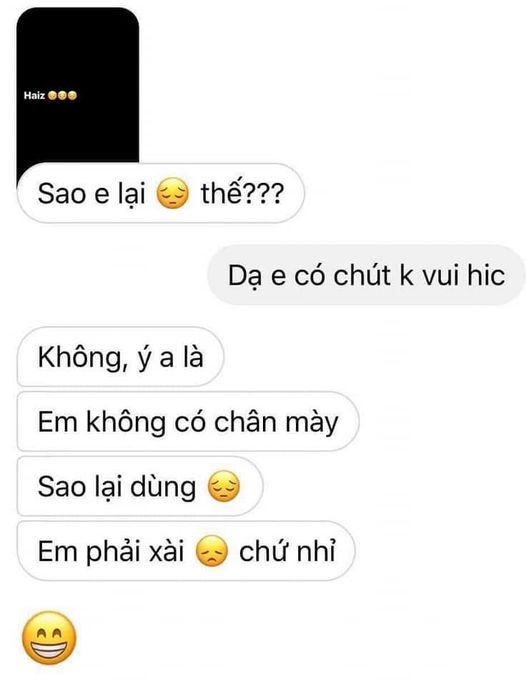 Haiz 😔😔😔
Sao e lại 😔 thế???
Dạ e có chút k vui hic
Không, ý a là
Em không có chân mày
Sao lại dùng 😔
Em phải xài 😞 chứ nhỉ
😁